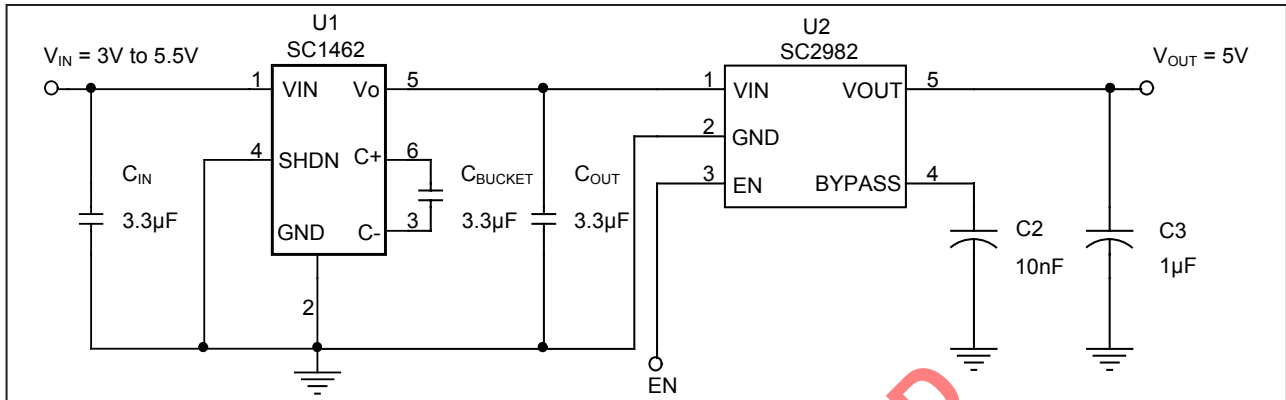 U1
SC1462
U2
SC2982
VIN = 3V to 5.5V
VOUT = 5V
1
VIN
Vo
5
4
SHDN
C+
6
GND
C-
3
2
CIN
3.3µF
CBUCKET
3.3µF
COUT
3.3µF
1
VIN
VOUT
5
2
GND
3
EN
BYPASS
4
C2
10nF
C3
1µF
EN